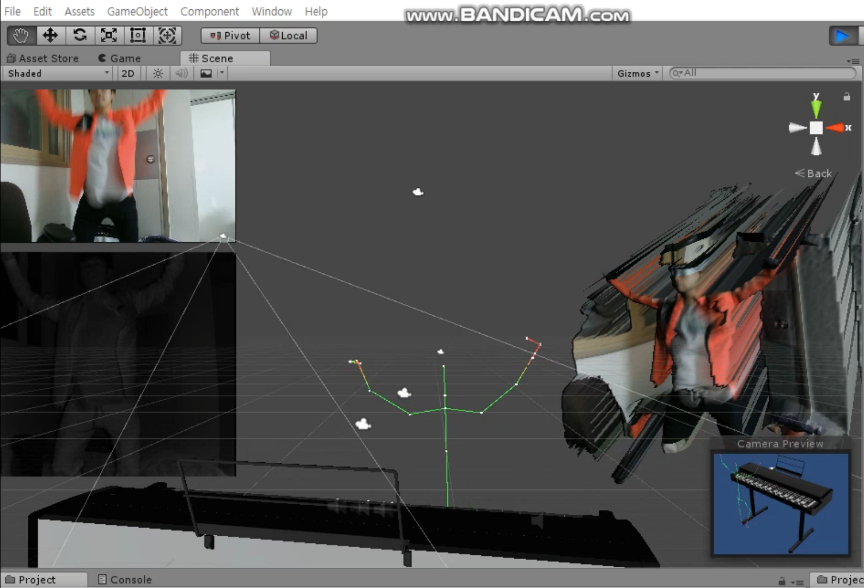 File Edit Assets GameObject Component Window Help
www.BANDICAM.com
Pivot Local
Asset Store Game Scene
Shaded 2D Gizmos All
y
x
Back
Camera Preview
Project Console Projec